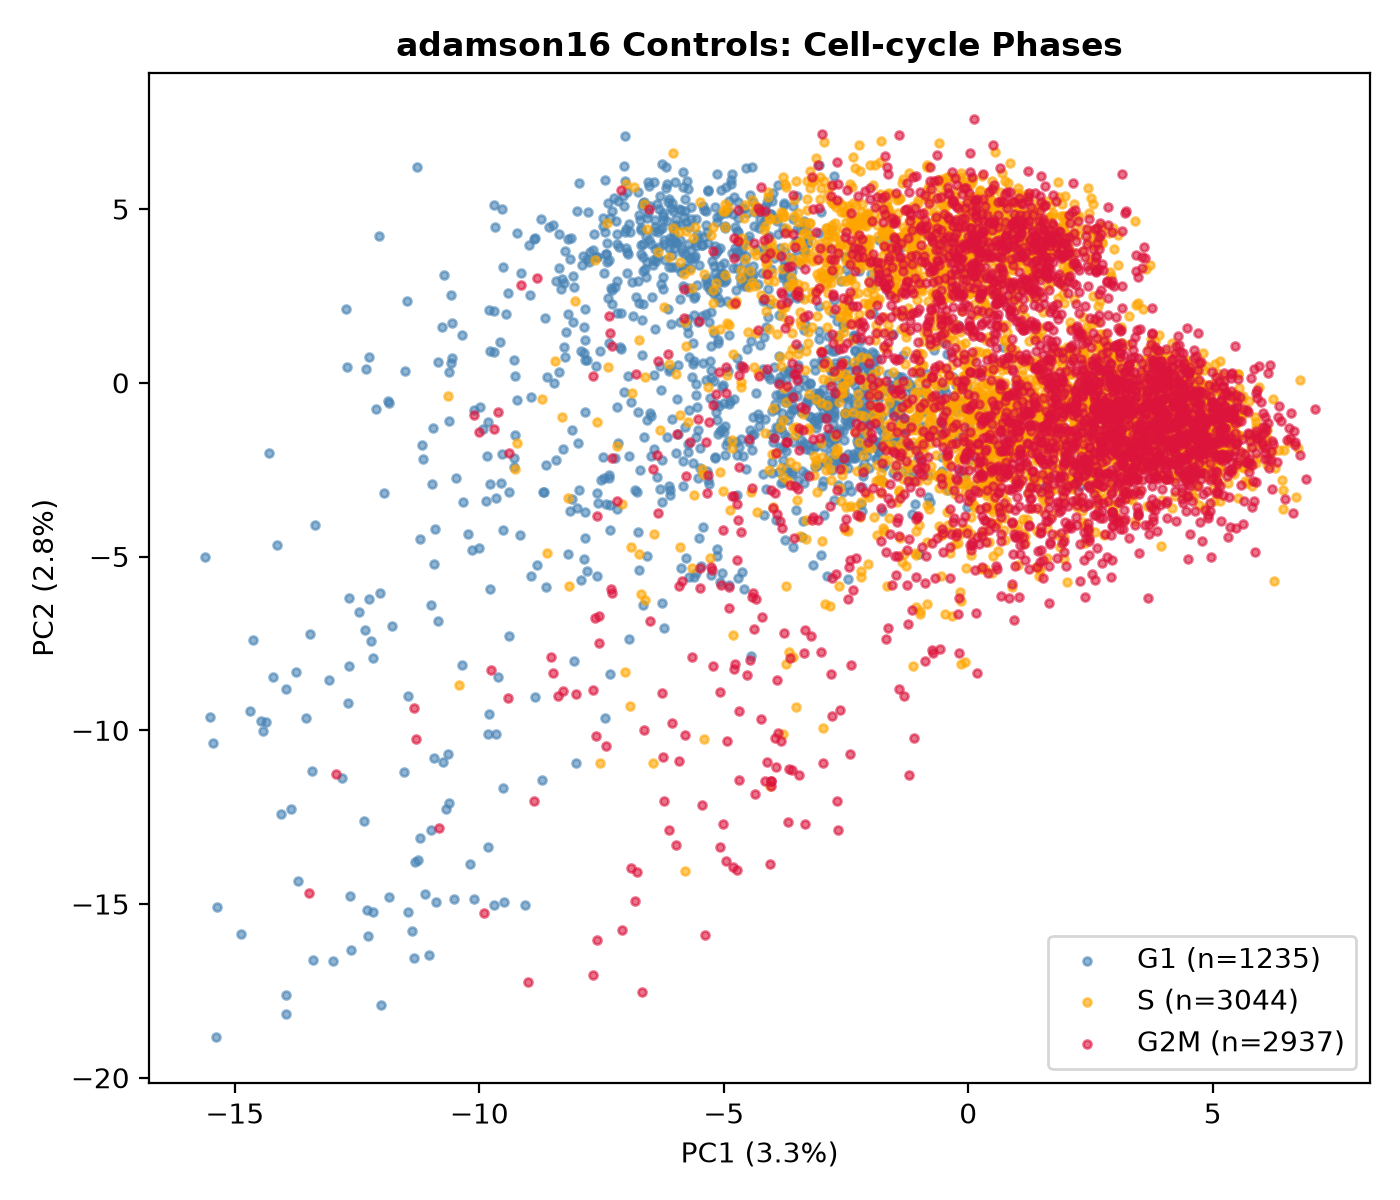 adamson16 Controls: Cell-cycle Phases
5
0
−5
−10
−15
−20
PC2 (2.8%)
−15
−10
−5
0
5
PC1 (3.3%)
G1 (n=1235)
S (n=3044)
G2M (n=2937)